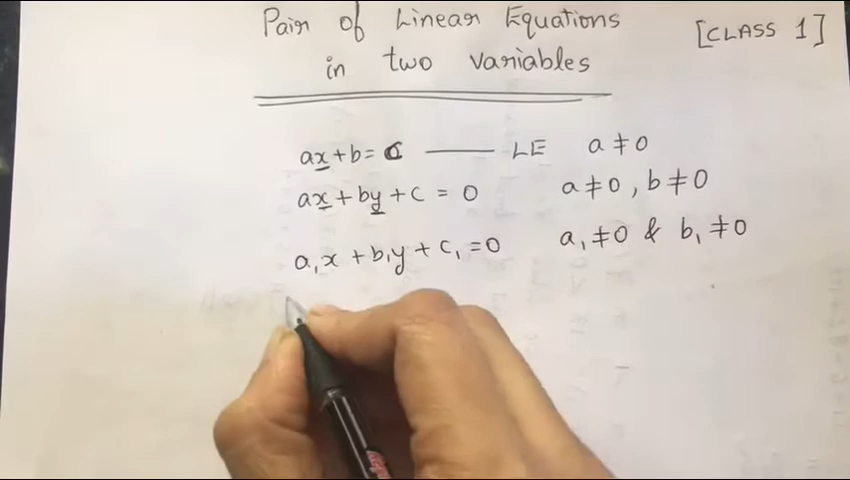 Pair of Linear Equations [CLASS 1]
in two variables
ax + b = c —— LE a ≠ 0
ax + by + c = 0 a ≠ 0, b ≠ 0
a₁x + b₁y + c₁ = 0 a₁ ≠ 0 & b₁ ≠ 0